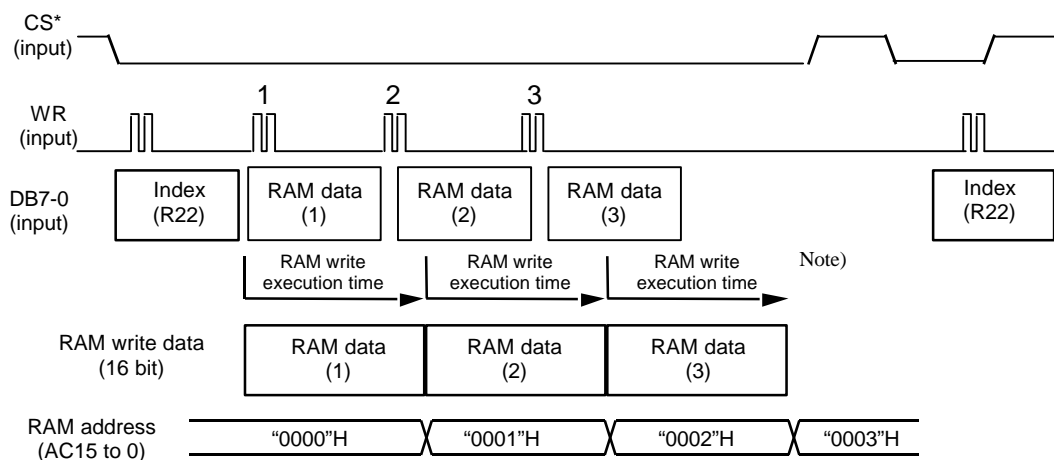 CS*
(input)
1 2 3
WR
(input)
DB7-0
(input)
Index
(R22)
RAM data
(1)
RAM data
(2)
RAM data
(3)
Index
(R22)
RAM write
execution time
RAM write
execution time
RAM write
execution time
Note)
RAM write data
(16 bit)
RAM data
(1)
RAM data
(2)
RAM data
(3)
RAM address
(AC15 to 0)
“0000”H “0001”H “0002”H “0003”H